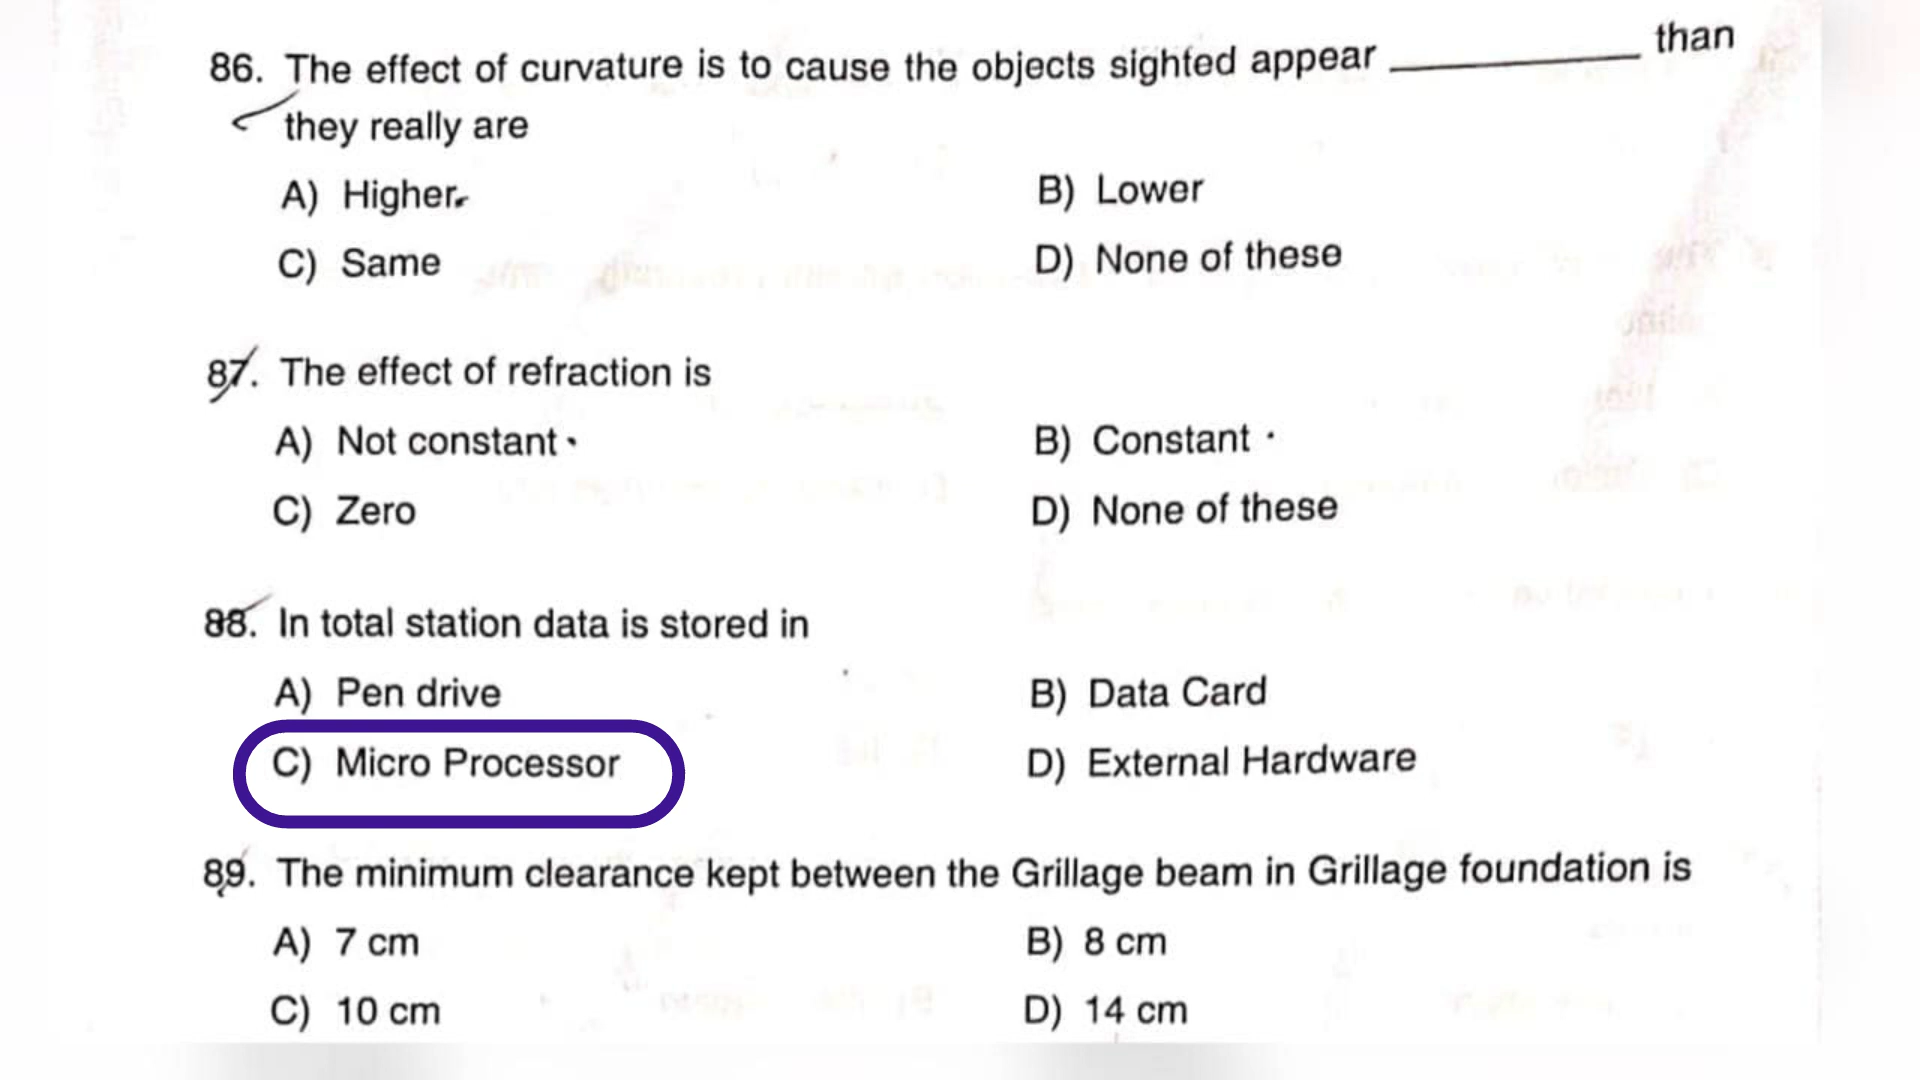 86. The effect of curvature is to cause the objects sighted appear __________ than
they really are
A) Higher
B) Lower
C) Same
D) None of these
87. The effect of refraction is
A) Not constant
B) Constant
C) Zero
D) None of these
88. In total station data is stored in
A) Pen drive
B) Data Card
C) Micro Processor
D) External Hardware
89. The minimum clearance kept between the Grillage beam in Grillage foundation is
A) 7 cm
B) 8 cm
C) 10 cm
D) 14 cm